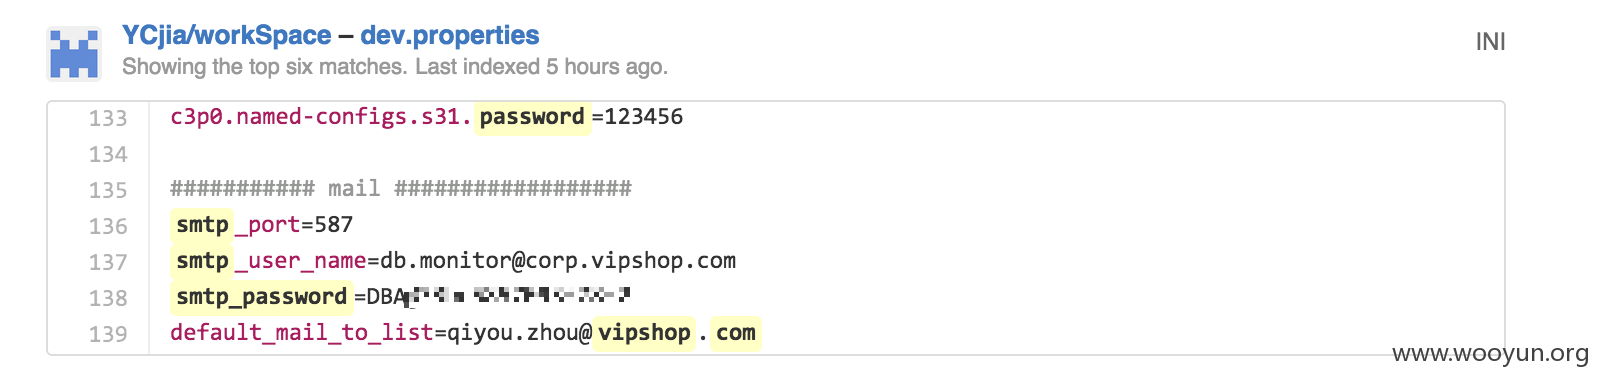 YCjia/workSpace – dev.properties
INI
Showing the top six matches. Last indexed 5 hours ago.
133 c3p0.named-configs.s31.password=123456
134
135 ########### mail ##################
136 smtp_port=587
137 smtp_user_name=db.monitor@corp.vipshop.com
138 smtp_password=DBA
139 default_mail_to_list=qiyou.zhou@vipshop.com
www.wooyun.org